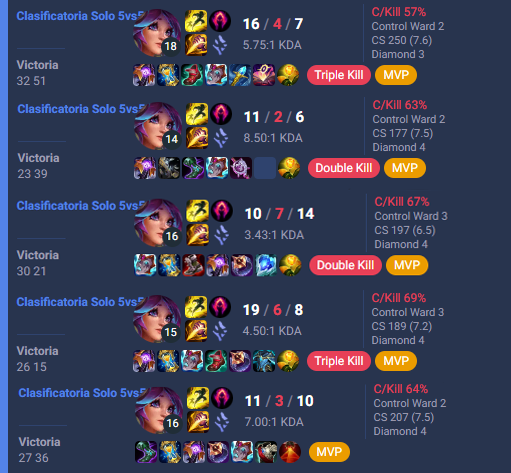 Clasificatoria Solo 5vs5
18
16 / 4 / 7
5.75:1 KDA
C/Kill 57%
Control Ward 2
CS 250 (7.6)
Diamond 3
Victoria
32 51
Triple Kill
MVP
Clasificatoria Solo 5vs5
14
11 / 2 / 6
8.50:1 KDA
C/Kill 63%
Control Ward 2
CS 177 (7.5)
Diamond 4
Victoria
23 39
Double Kill
MVP
Clasificatoria Solo 5vs5
16
10 / 7 / 14
3.43:1 KDA
C/Kill 67%
Control Ward 3
CS 197 (6.5)
Diamond 4
Victoria
30 21
Double Kill
MVP
Clasificatoria Solo 5vs5
15
19 / 6 / 8
4.50:1 KDA
C/Kill 69%
Control Ward 3
CS 189 (7.2)
Diamond 4
Victoria
26 15
Triple Kill
MVP
Clasificatoria Solo 5vs5
16
11 / 3 / 10
7.00:1 KDA
C/Kill 64%
Control Ward 2
CS 207 (7.5)
Diamond 4
Victoria
27 36
MVP